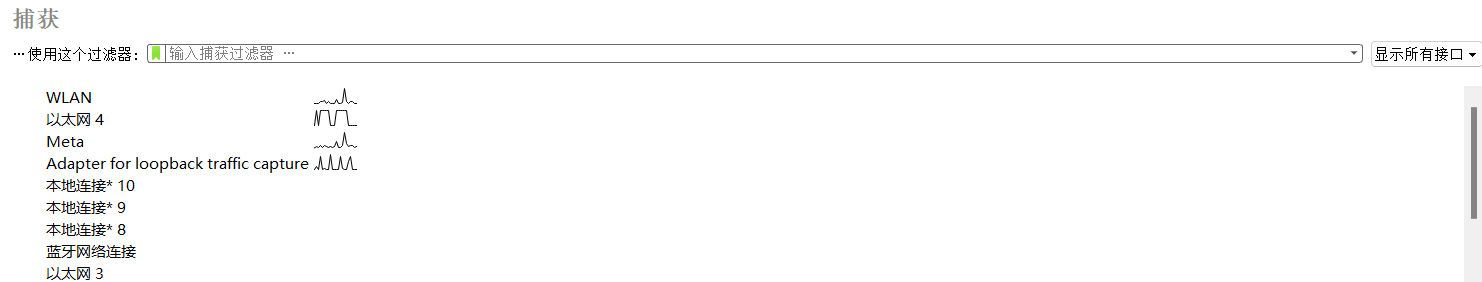 捕获
… 使用这个过滤器： 输入捕获过滤器 … 显示所有接口
WLAN
以太网 4
Meta
Adapter for loopback traffic capture
本地连接* 10
本地连接* 9
本地连接* 8
蓝牙网络连接
以太网 3